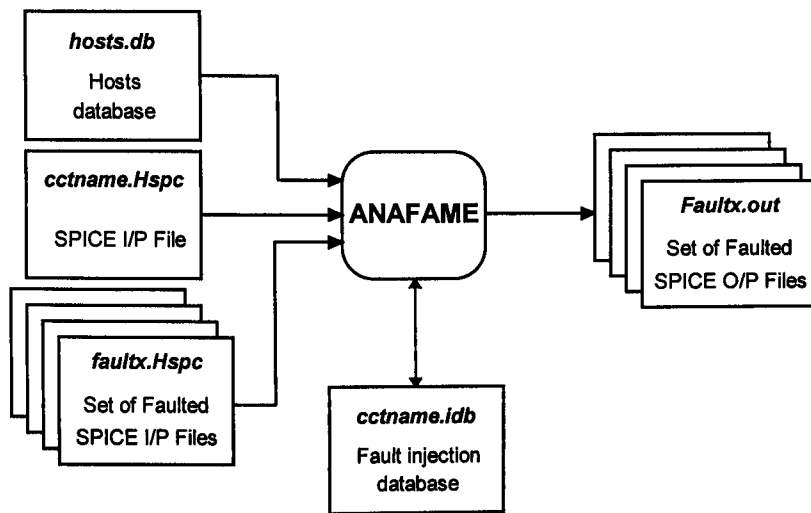 hosts.db
Hosts
database
cctname.Hspc
SPICE I/P File
faultx.Hspc
Set of Faulted
SPICE I/P Files
ANAFAME
cctname.idb
Fault injection
database
Faultx.out
Set of Faulted
SPICE O/P Files